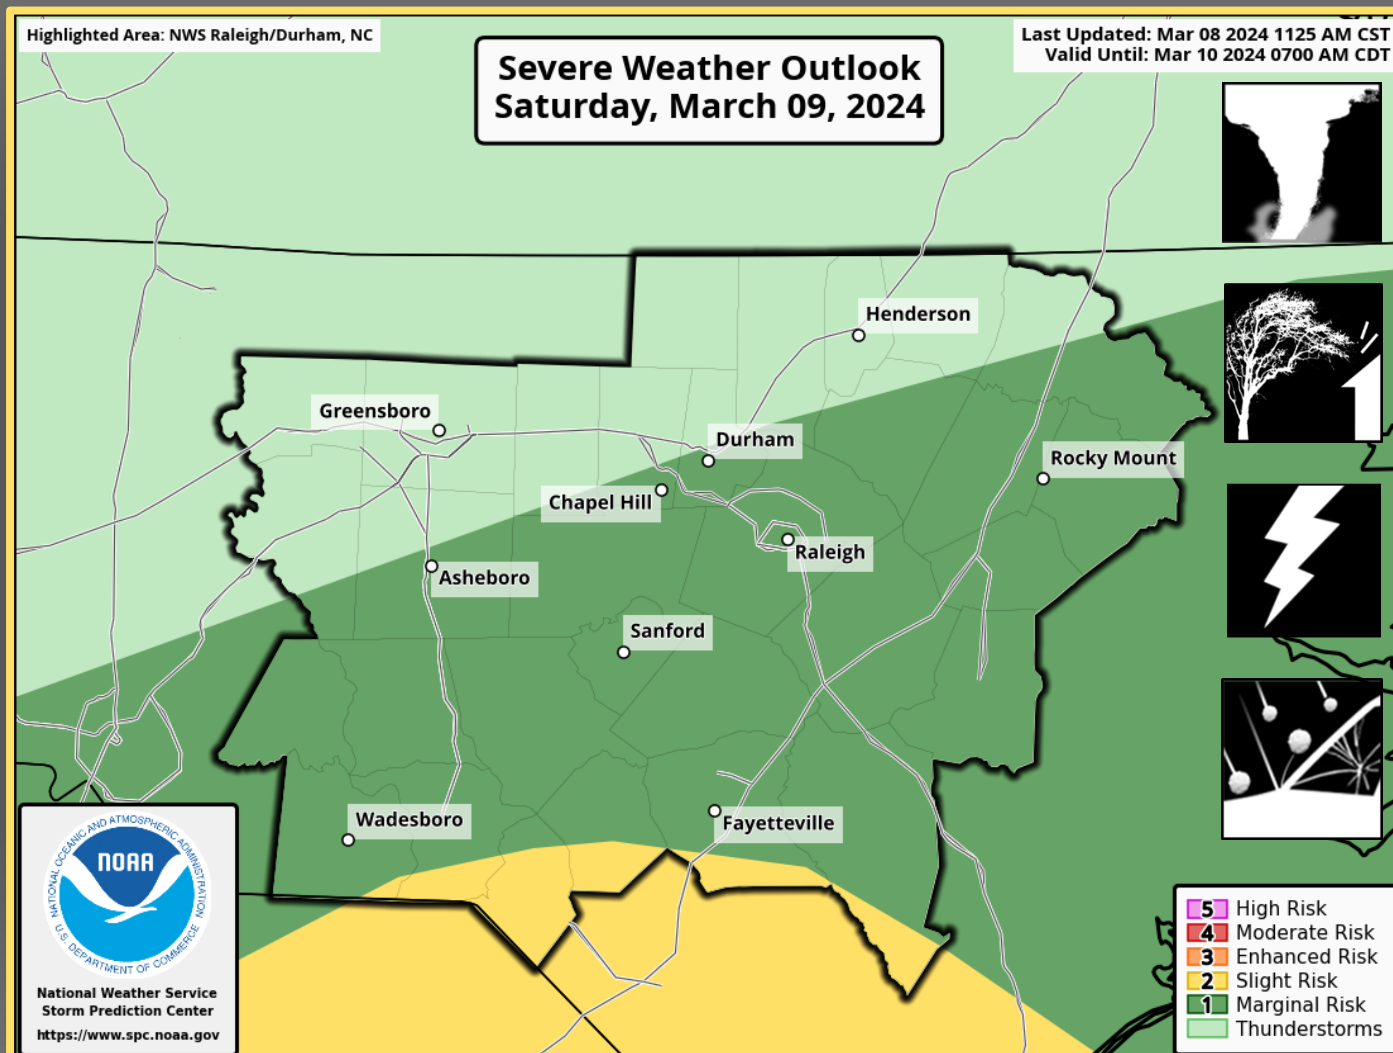 Highlighted Area: NWS Raleigh/Durham, NC
Last Updated: Mar 08 2024 1125 AM CST
Valid Until: Mar 10 2024 0700 AM CDT
Severe Weather Outlook
Saturday, March 09, 2024
Henderson
Greensboro
Durham
Rocky Mount
Chapel Hill
Raleigh
Asheboro
Sanford
Wadesboro
Fayetteville
NATIONAL OCEANIC AND ATMOSPHERIC ADMINISTRATION
NOAA
U.S. DEPARTMENT OF COMMERCE
National Weather Service
Storm Prediction Center
https://www.spc.noaa.gov
5 High Risk
4 Moderate Risk
3 Enhanced Risk
2 Slight Risk
1 Marginal Risk
Thunderstorms